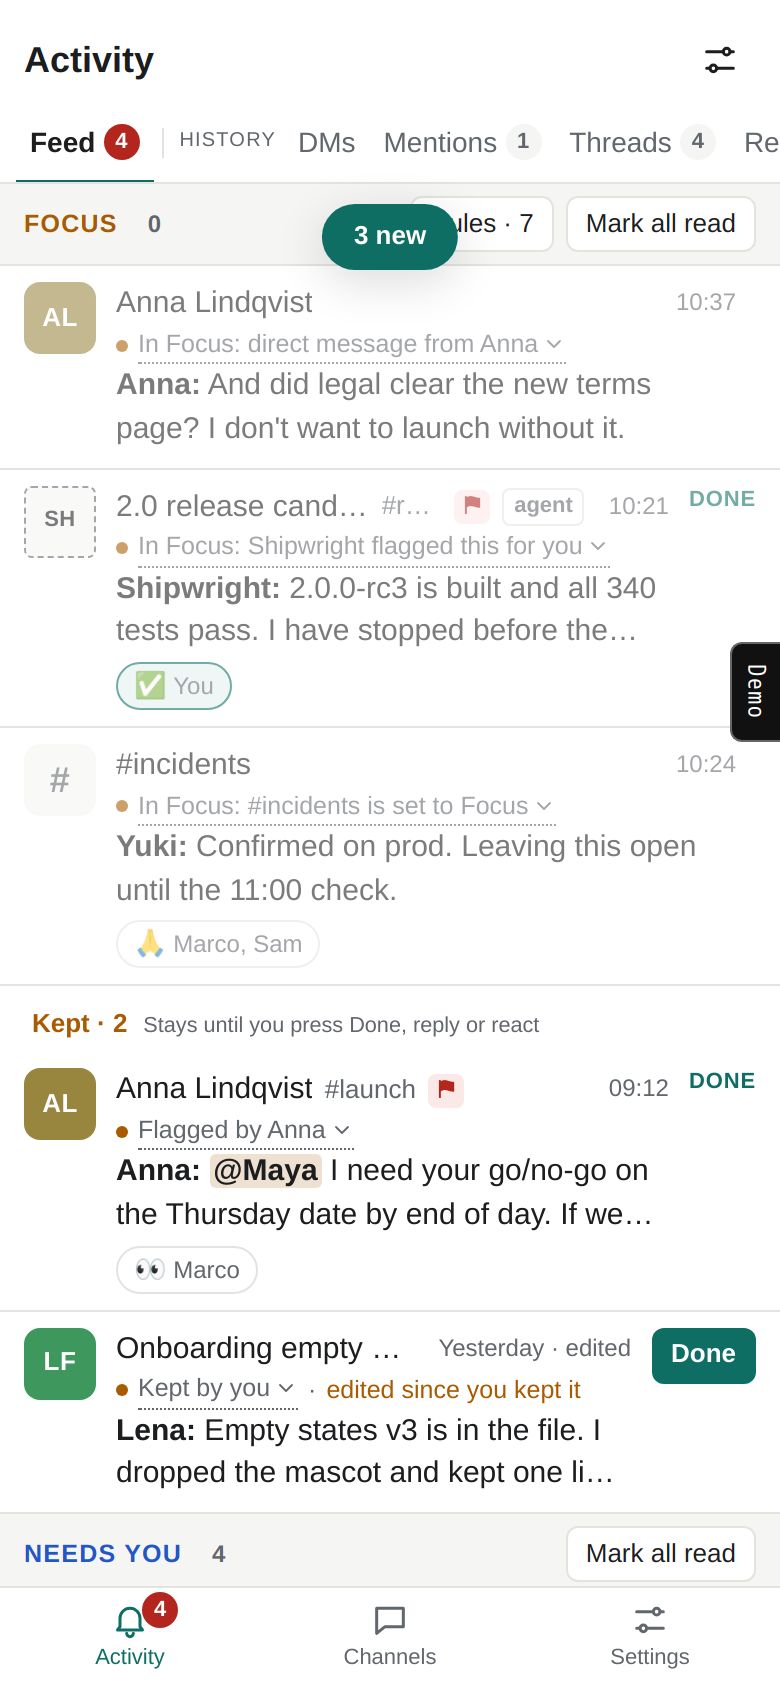 Activity
Feed 4 HISTORY DMs Mentions 1 Threads 4 Re
FOCUS 0 3 new ules · 7 Mark all read
AL Anna Lindqvist 10:37
In Focus: direct message from Anna
Anna: And did legal clear the new terms
page? I don't want to launch without it.
SH 2.0 release cand… #r… agent 10:21 DONE
In Focus: Shipwright flagged this for you
Shipwright: 2.0.0-rc3 is built and all 340
tests pass. I have stopped before the…
✅ You
Demo
# #incidents 10:24
In Focus: #incidents is set to Focus
Yuki: Confirmed on prod. Leaving this open
until the 11:00 check.
🙏 Marco, Sam
Kept · 2 Stays until you press Done, reply or react
AL Anna Lindqvist #launch 09:12 DONE
Flagged by Anna
Anna: @Maya I need your go/no-go on
the Thursday date by end of day. If we…
👀 Marco
LF Onboarding empty … Yesterday · edited Done
Kept by you · edited since you kept it
Lena: Empty states v3 is in the file. I
dropped the mascot and kept one li…
NEEDS YOU 4 Mark all read
4
Activity Channels Settings